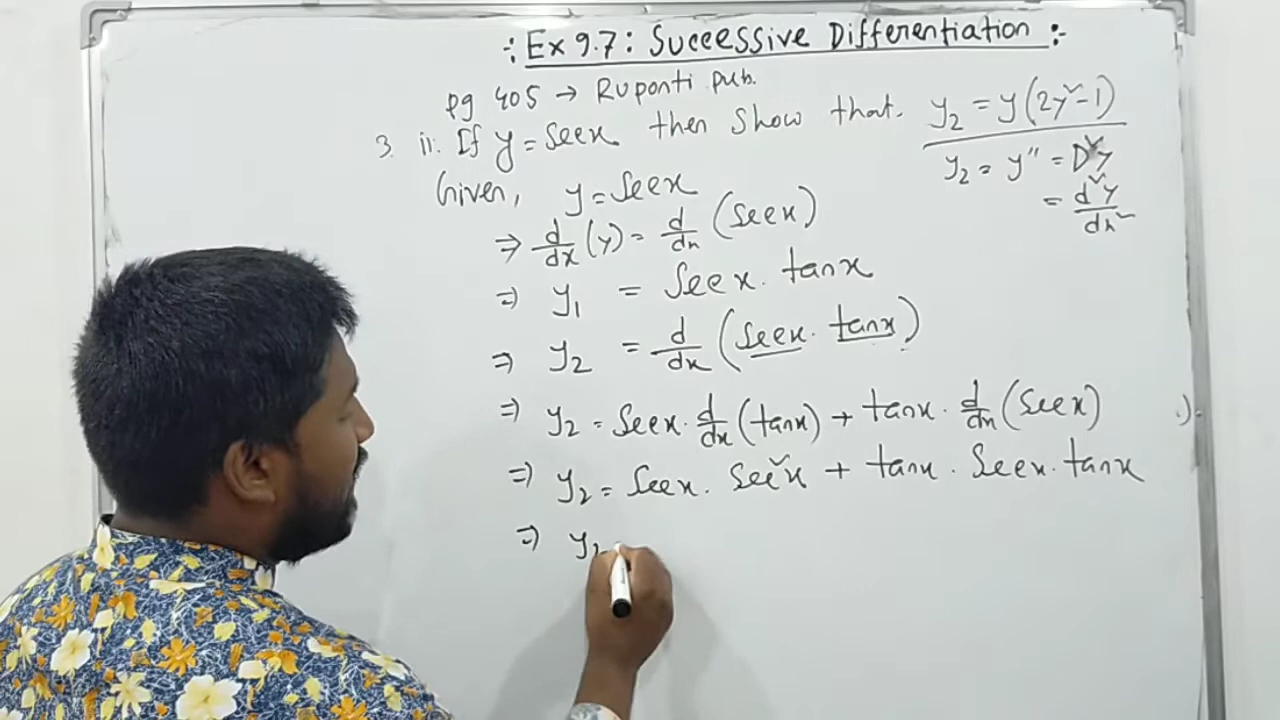 :Ex 9.7: Successive Differentiation :-
pg 405 → Ruponti pub.
3. ii. If y = Secx then show that. y₂ = y(2y²-1)
y₂ = y'' = D²y
= d²y/dx²
Given, y = Secx
⇒ d/dx (y) = d/dx (Secx)
⇒ y₁ = Secx. tanx
⇒ y₂ = d/dx (Secx. tanx)
⇒ y₂ = Secx. d/dx (tanx) + tanx. d/dx (Secx)
⇒ y₂ = Secx. Sec²x + tanx. Secx. tanx
⇒ y₂